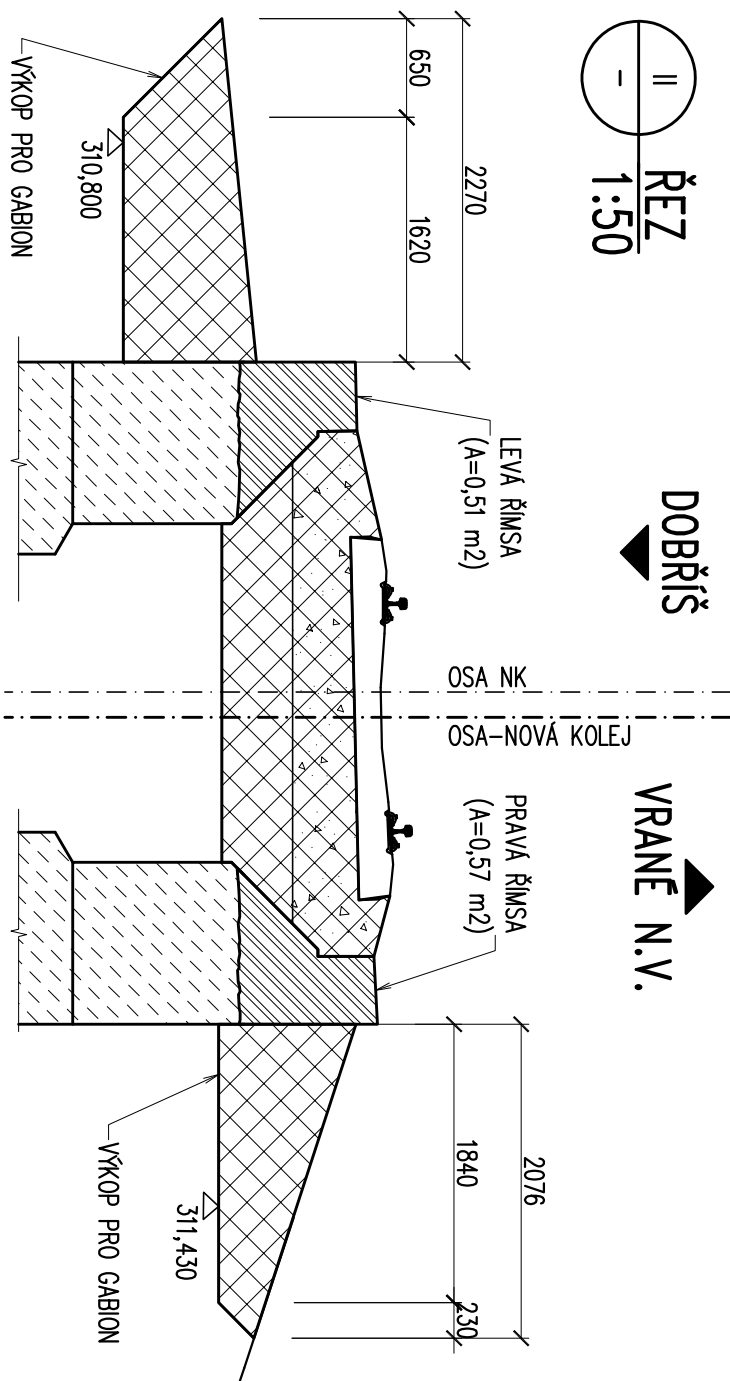 II
-
ŘEZ
1:50
DOBŘÍŠ
VRANÉ N.V.
2270
650
1620
2076
1840
230
LEVÁ ŘÍMSA
(A=0,51 m2)
OSA NK
OSA-NOVÁ KOLEJ
PRAVÁ ŘÍMSA
(A=0,57 m2)
310,800
VÝKOP PRO GABION
311,430
VÝKOP PRO GABION